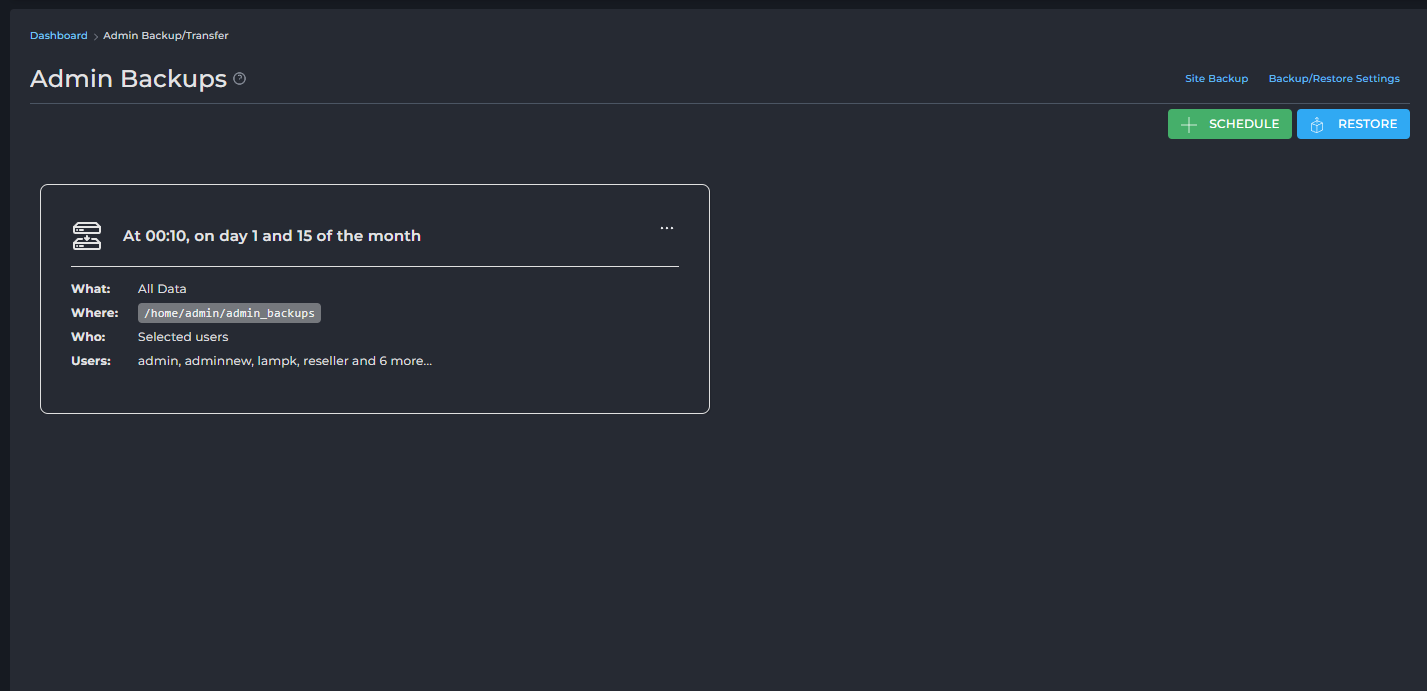 Dashboard > Admin Backup/Transfer
Admin Backups ?
Site Backup Backup/Restore Settings
+ SCHEDULE RESTORE
At 00:10, on day 1 and 15 of the month ...
What: All Data
Where: /home/admin/admin_backups
Who: Selected users
Users: admin, adminnew, lampk, reseller and 6 more...